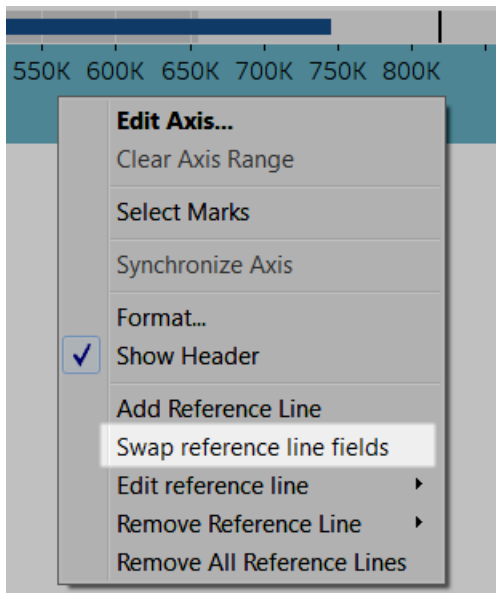 550K 600K 650K 700K 750K 800K
Edit Axis...
Clear Axis Range
Select Marks
Synchronize Axis
Format...
Show Header
Add Reference Line
Swap reference line fields
Edit reference line
Remove Reference Line
Remove All Reference Lines